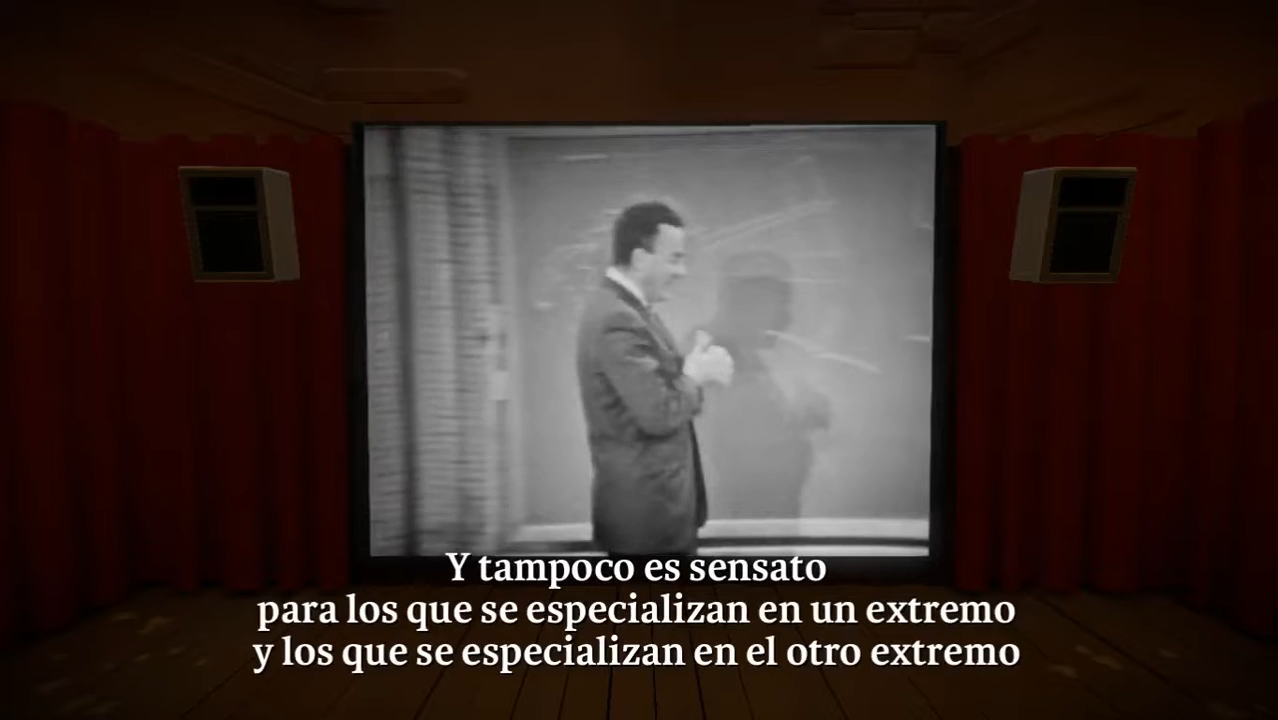 Y tampoco es sensato
para los que se especializan en un extremo
y los que se especializan en el otro extremo